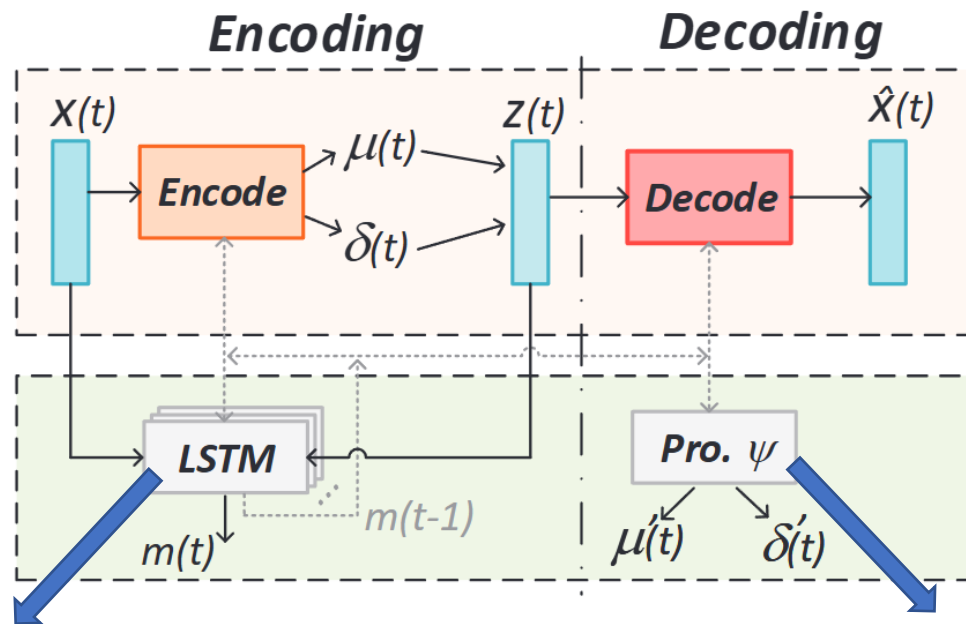 Encoding
Decoding
X(t)
Z(t)
X̂(t)
Encode
μ(t)
δ(t)
Decode
LSTM
m(t-1)
m(t)
Pro. ψ
μ′(t)
δ′(t)